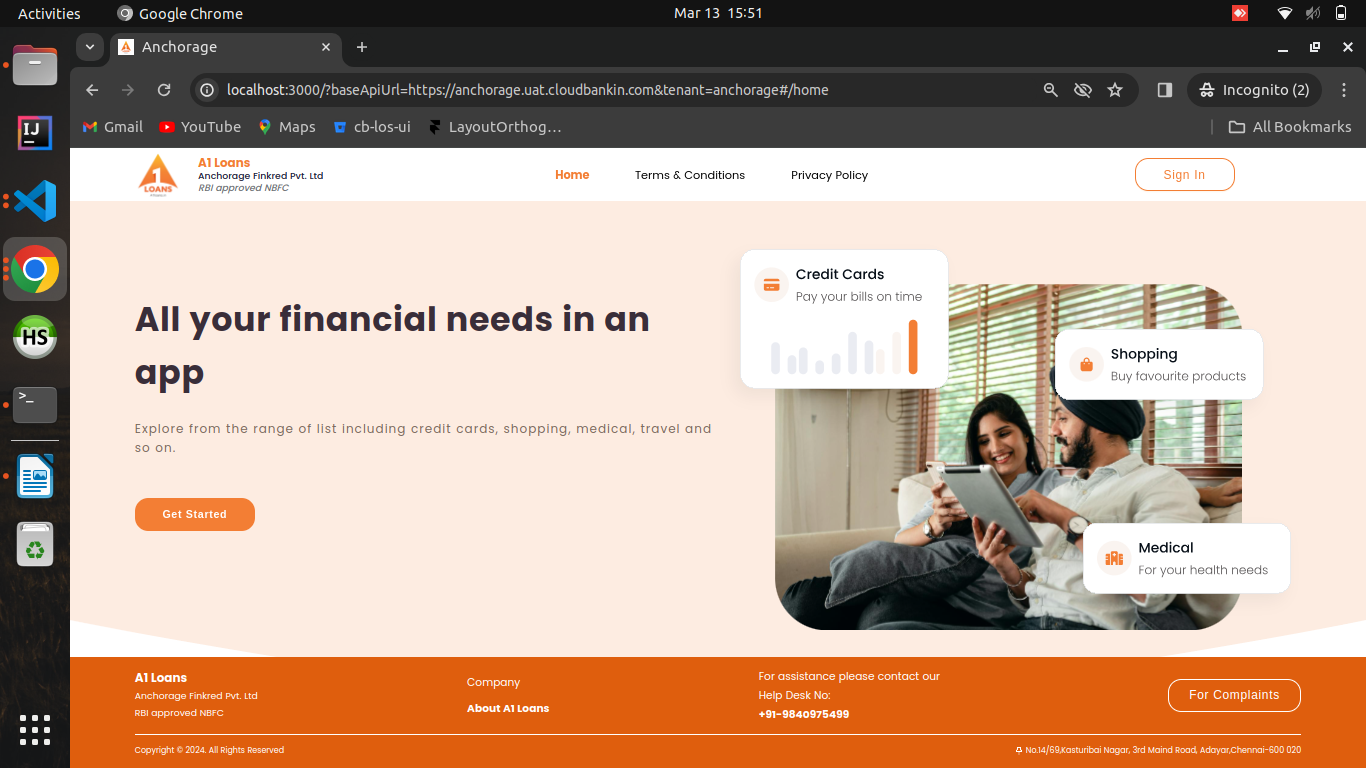 Activities
Google Chrome
Mar 13 15:51
Anchorage
localhost:3000/?baseApiUrl=https://anchorage.uat.cloudbankin.com&tenant=anchorage#/home
Incognito (2)
Gmail
YouTube
Maps
cb-los-ui
LayoutOrthog…
All Bookmarks
IJ
HS
>_
1
LOANS
A1 Loans
Anchorage Finkred Pvt. Ltd
RBI approved NBFC
Home
Terms & Conditions
Privacy Policy
Sign In
All your financial needs in an
app
Explore from the range of list including credit cards, shopping, medical, travel and
so on.
Get Started
Credit Cards
Pay your bills on time
Shopping
Buy favourite products
Medical
For your health needs
A1 Loans
Anchorage Finkred Pvt. Ltd
RBI approved NBFC
Company
About A1 Loans
For assistance please contact our
Help Desk No:
+91-9840975499
For Complaints
Copyright © 2024. All Rights Reserved
No.14/69,Kasturibai Nagar, 3rd Maind Road, Adayar,Chennai-600 020